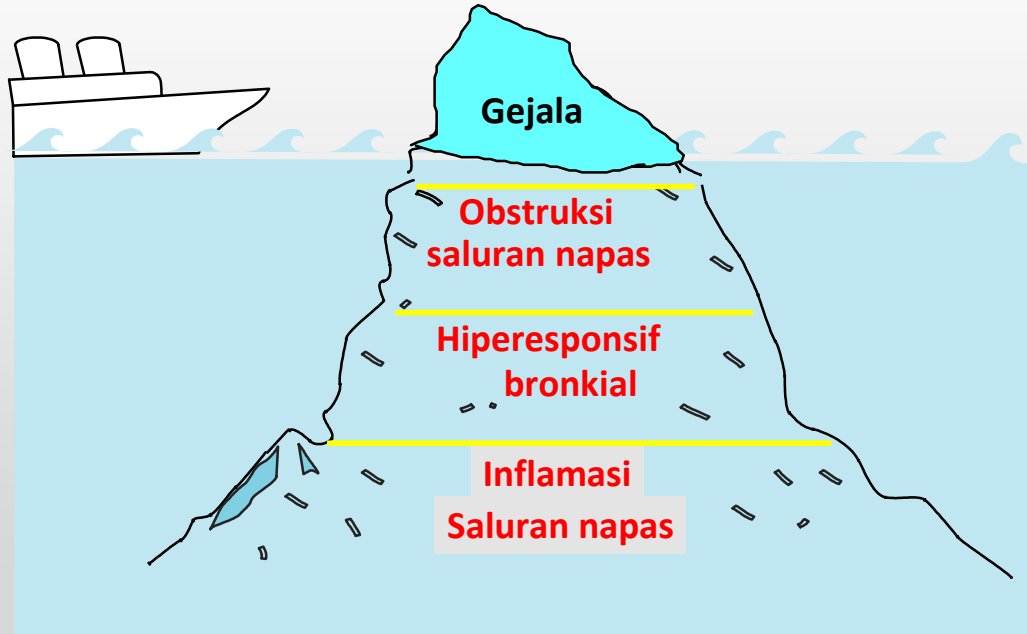 Gejala
Obstruksi
saluran napas
Hiperesponsif
bronkial
Inflamasi
Saluran napas